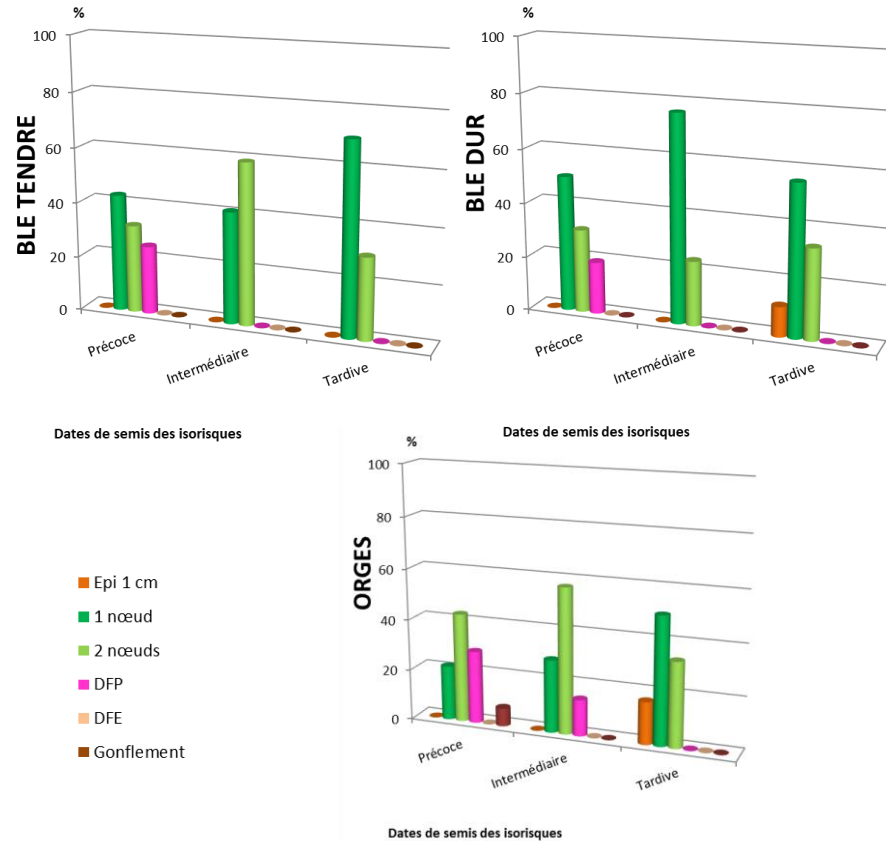 %
100
80
60
40
20
0
BLE TENDRE
Précoce
Intermédiaire
Tardive
Dates de semis des isorisques
%
100
80
60
40
20
0
BLE DUR
Précoce
Intermédiaire
Tardive
Dates de semis des isorisques
%
100
80
60
40
20
0
ORGES
Précoce
Intermédiaire
Tardive
Dates de semis des isorisques
Epi 1 cm
1 nœud
2 nœuds
DFP
DFE
Gonflement